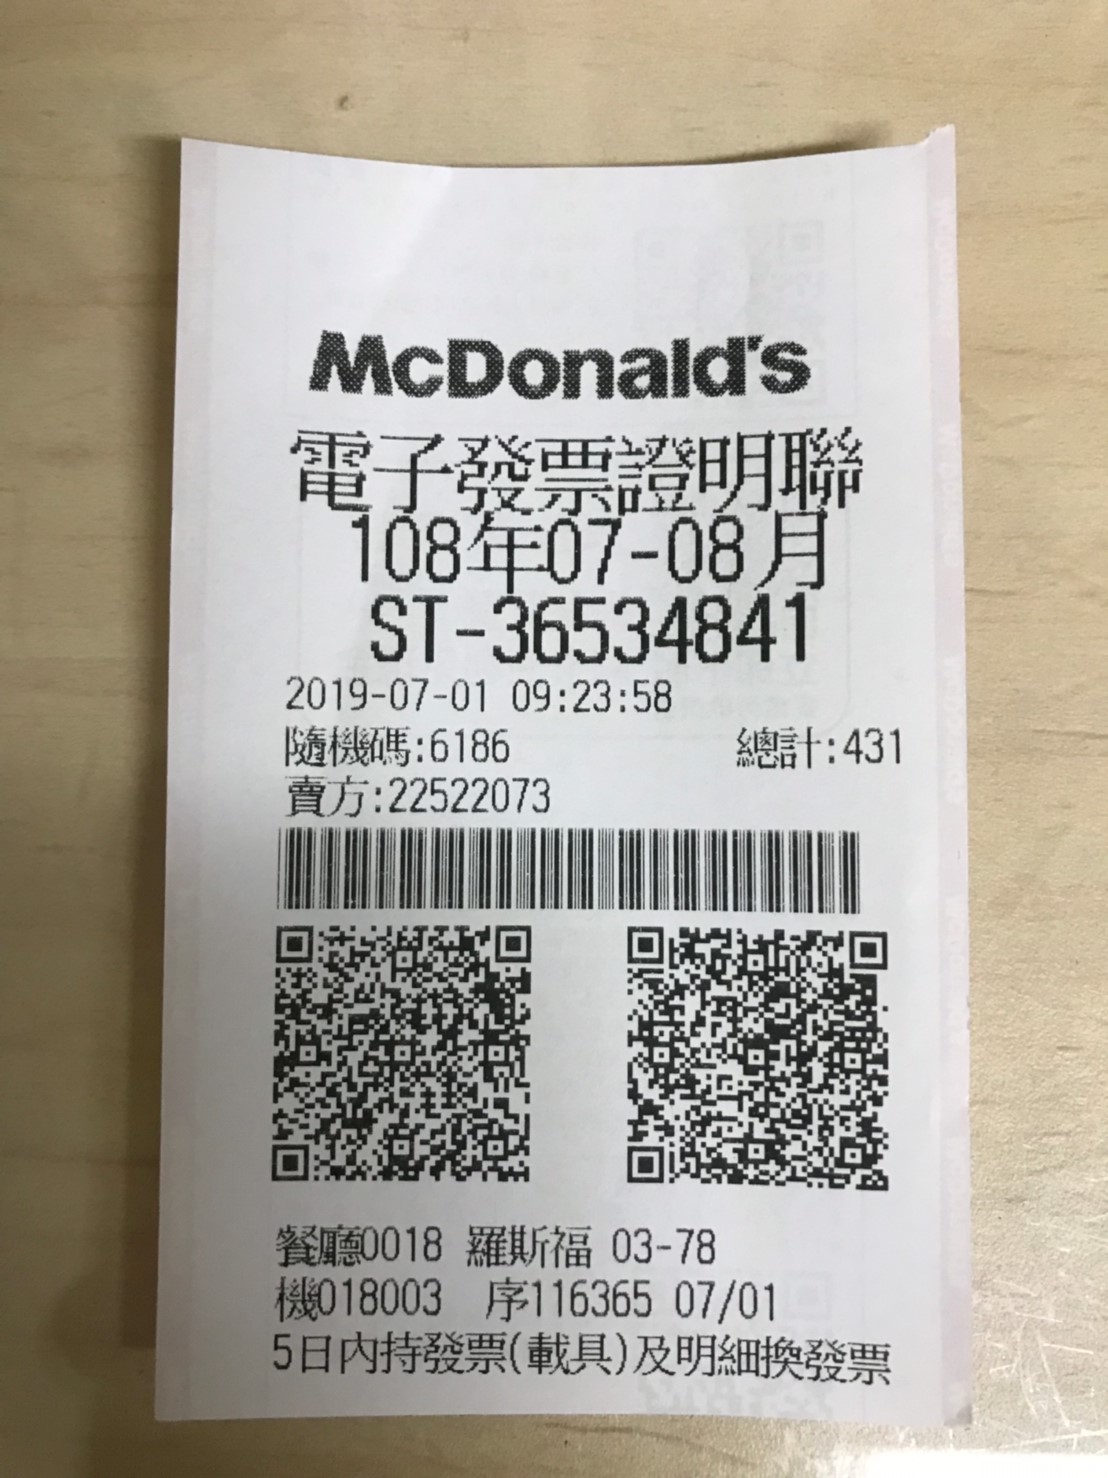 McDonald's
電子發票證明聯
108年07-08月
ST-36534841
2019-07-01 09:23:58
隨機碼:6186 總計:431
賣方:22522073
餐廳0018 羅斯福 03-78
機018003 序116365 07/01
5日內持發票(載具)及明細換發票